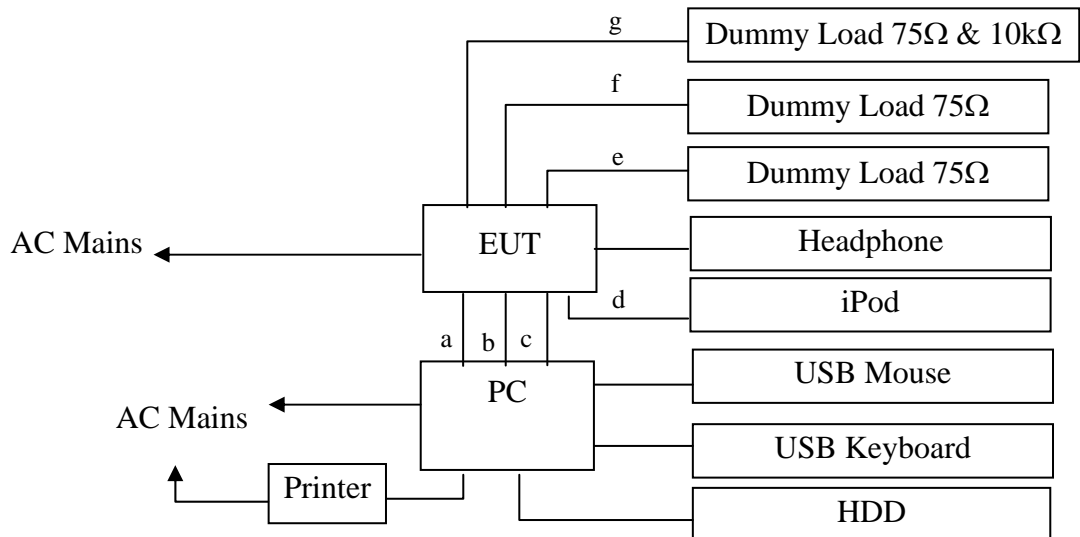 g
Dummy Load 75Ω & 10kΩ
f
Dummy Load 75Ω
e
Dummy Load 75Ω
AC Mains
EUT
Headphone
d
iPod
a
b
c
PC
USB Mouse
AC Mains
USB Keyboard
Printer
HDD